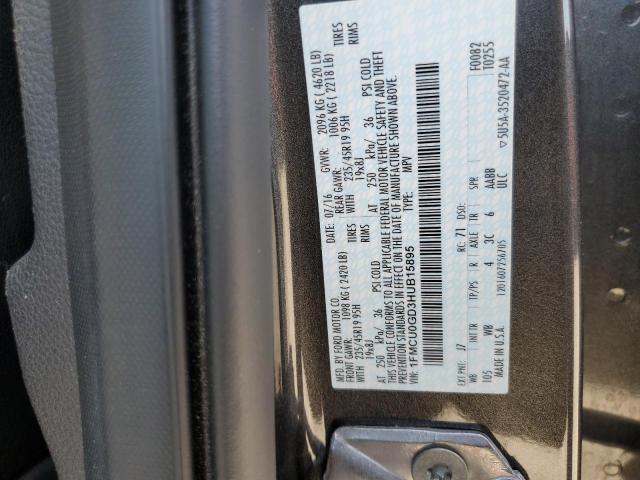 MFD. BY FORD MOTOR CO.
DATE: 07/16 GVWR: 2096 KG ( 4620 LB)
FRONT GAWR: 1098 KG ( 2420 LB) REAR GAWR: 1006 KG ( 2218 LB)
WITH 235/45R19 95H TIRES WITH 235/45R19 95H TIRES
19x8J RIMS 19x8J RIMS
AT 250 kPa/ 36 PSI COLD AT 250 kPa/ 36 PSI COLD
THIS VEHICLE CONFORMS TO ALL APPLICABLE FEDERAL MOTOR VEHICLE SAFETY AND THEFT
PREVENTION STANDARDS IN EFFECT ON THE DATE OF MANUFACTURE SHOWN ABOVE.
VIN: 1FMCU0GD3HUB15895 TYPE: MPV
F0082
T0255
EXT PNT: J7 RC: 71 DSO:
WB INT TR TP/PS R AXLE TR SPR
105 WB 4 3C 6 AABB
ULC
MADE IN U.S.A. 5U5A-3520472-AA